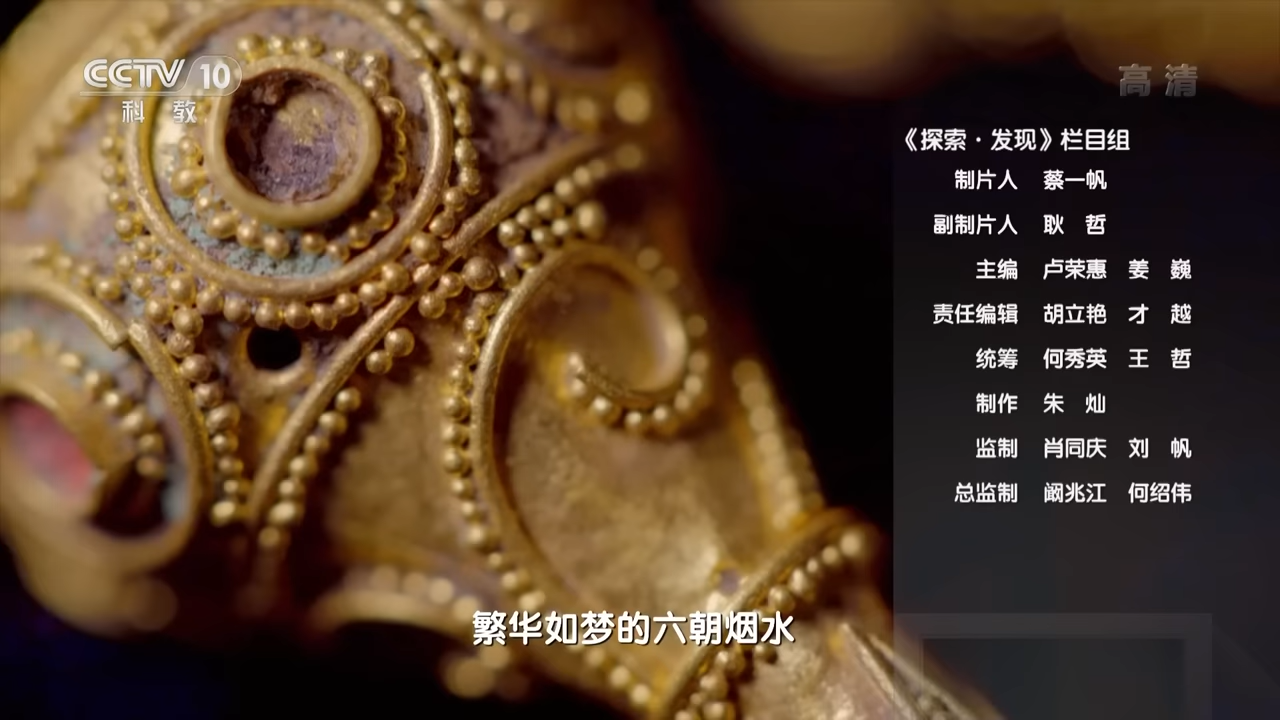 CCTV 10
科 教
高清
《探索·发现》栏目组
制片人 蔡一帆
副制片人 耿 哲
主编 卢荣惠 姜 巍
责任编辑 胡立艳 才 越
统筹 何秀英 王 哲
制作 朱 灿
监制 肖同庆 刘 帆
总监制 阚兆江 何绍伟
繁华如梦的六朝烟水